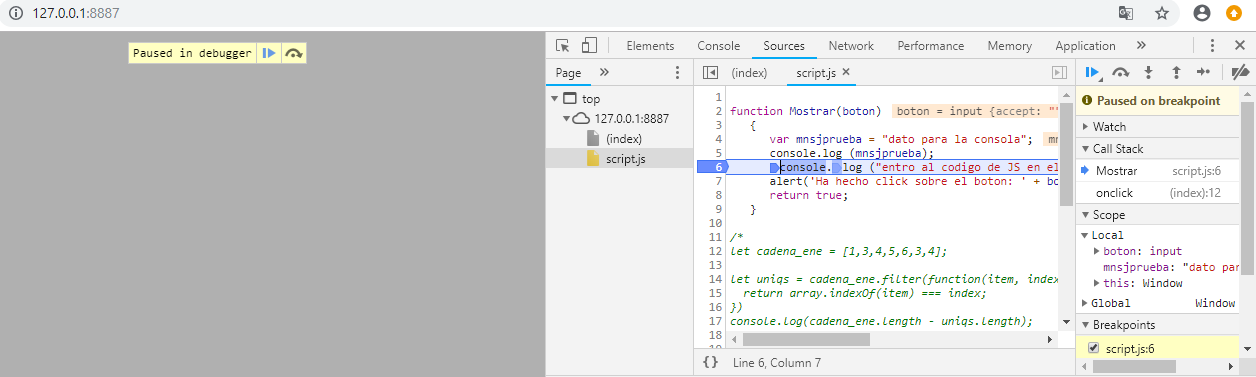 127.0.0.1:8887
Paused in debugger
Elements Console Sources Network Performance Memory Application »
Page »
(index) script.js ×
top
127.0.0.1:8887
(index)
script.js
1
2 function Mostrar(boton) boton = input {accept: ""
3 {
4 var mnsjprueba = "dato para la consola"; mn
5 console.log (mnsjprueba);
6 console.log ("entro al codigo de JS en el
7 alert('Ha hecho click sobre el boton: ' + bo
8 return true;
9 }
10
11 /*
12 let cadena_ene = [1,3,4,5,6,3,4];
13
14 let uniqs = cadena_ene.filter(function(item, index
15 return array.indexOf(item) === index;
16 })
17 console.log(cadena_ene.length - uniqs.length);
18
19
{} Line 6, Column 7
Paused on breakpoint
Watch
Call Stack
Mostrar script.js:6
onclick (index):12
Scope
Local
boton: input
mnsjprueba: "dato par
this: Window
Global Window
Breakpoints
script.js:6